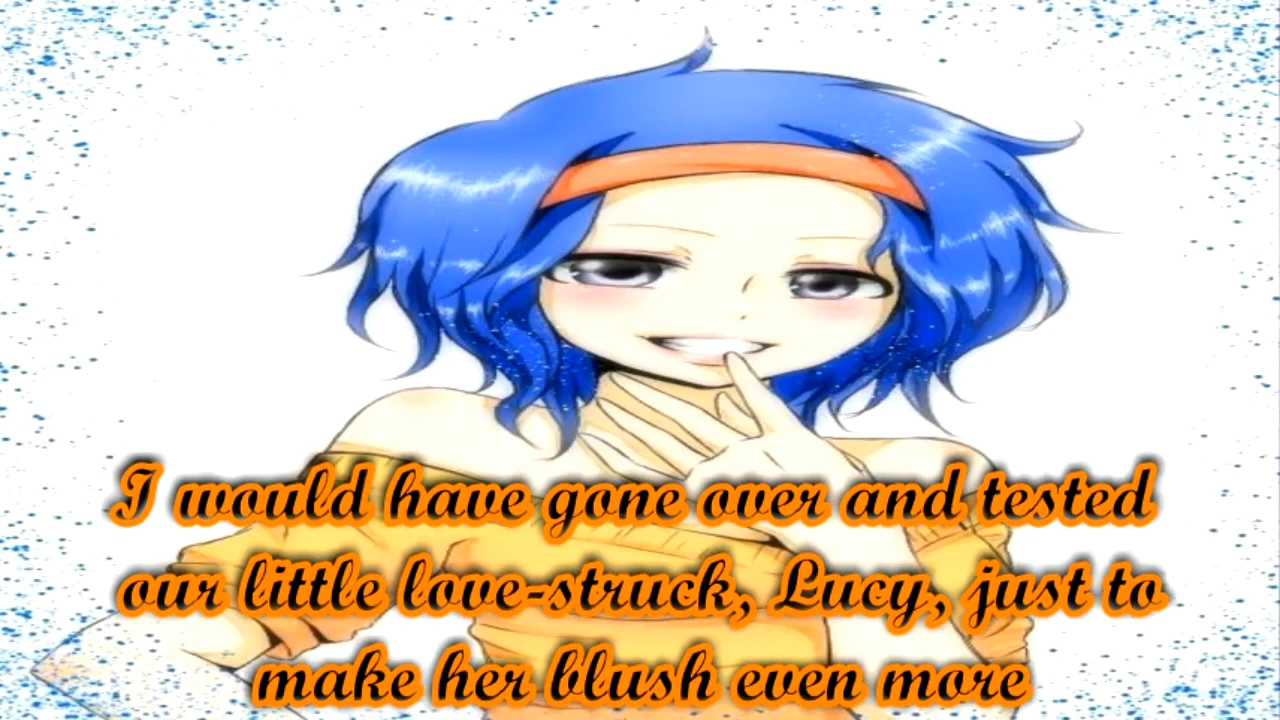 I would have gone over and tested
our little love-struck, Lucy, just to
make her blush even more